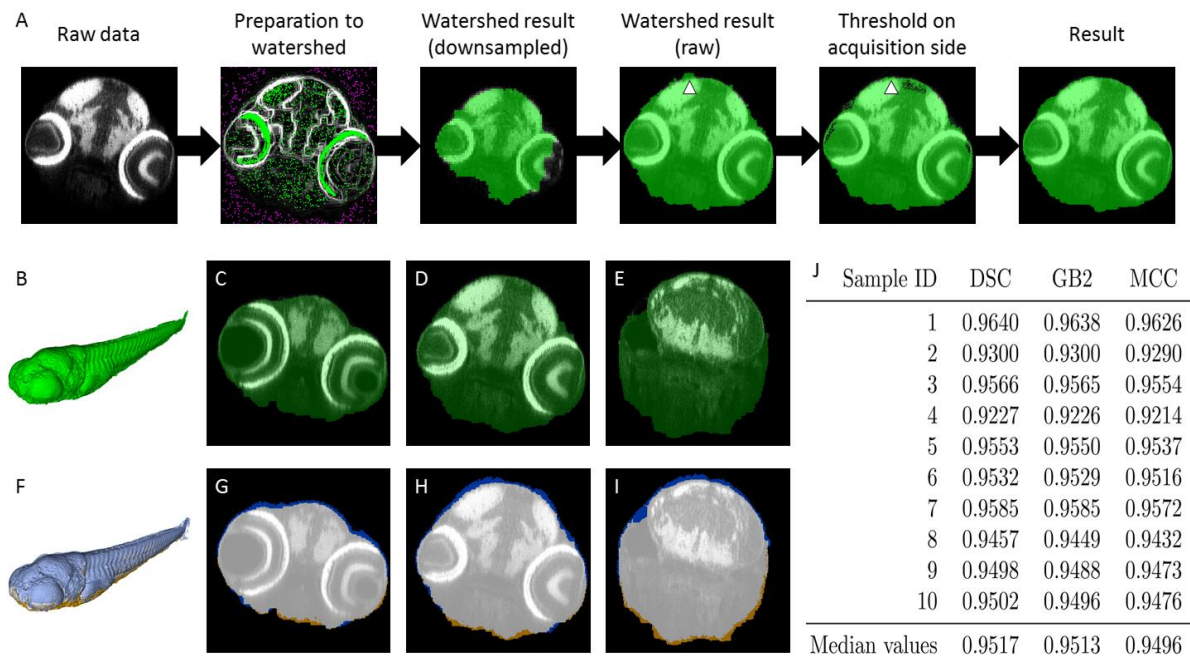 A
Raw data
Preparation to
watershed
Watershed result
(downsampled)
Watershed result
(raw)
Threshold on
acquisition side
Result
B
C
D
E
F
G
H
I
J
Sample ID DSC GB2 MCC
1 0.9640 0.9638 0.9626
2 0.9300 0.9300 0.9290
3 0.9566 0.9565 0.9554
4 0.9227 0.9226 0.9214
5 0.9553 0.9550 0.9537
6 0.9532 0.9529 0.9516
7 0.9585 0.9585 0.9572
8 0.9457 0.9449 0.9432
9 0.9498 0.9488 0.9473
10 0.9502 0.9496 0.9476
Median values 0.9517 0.9513 0.9496